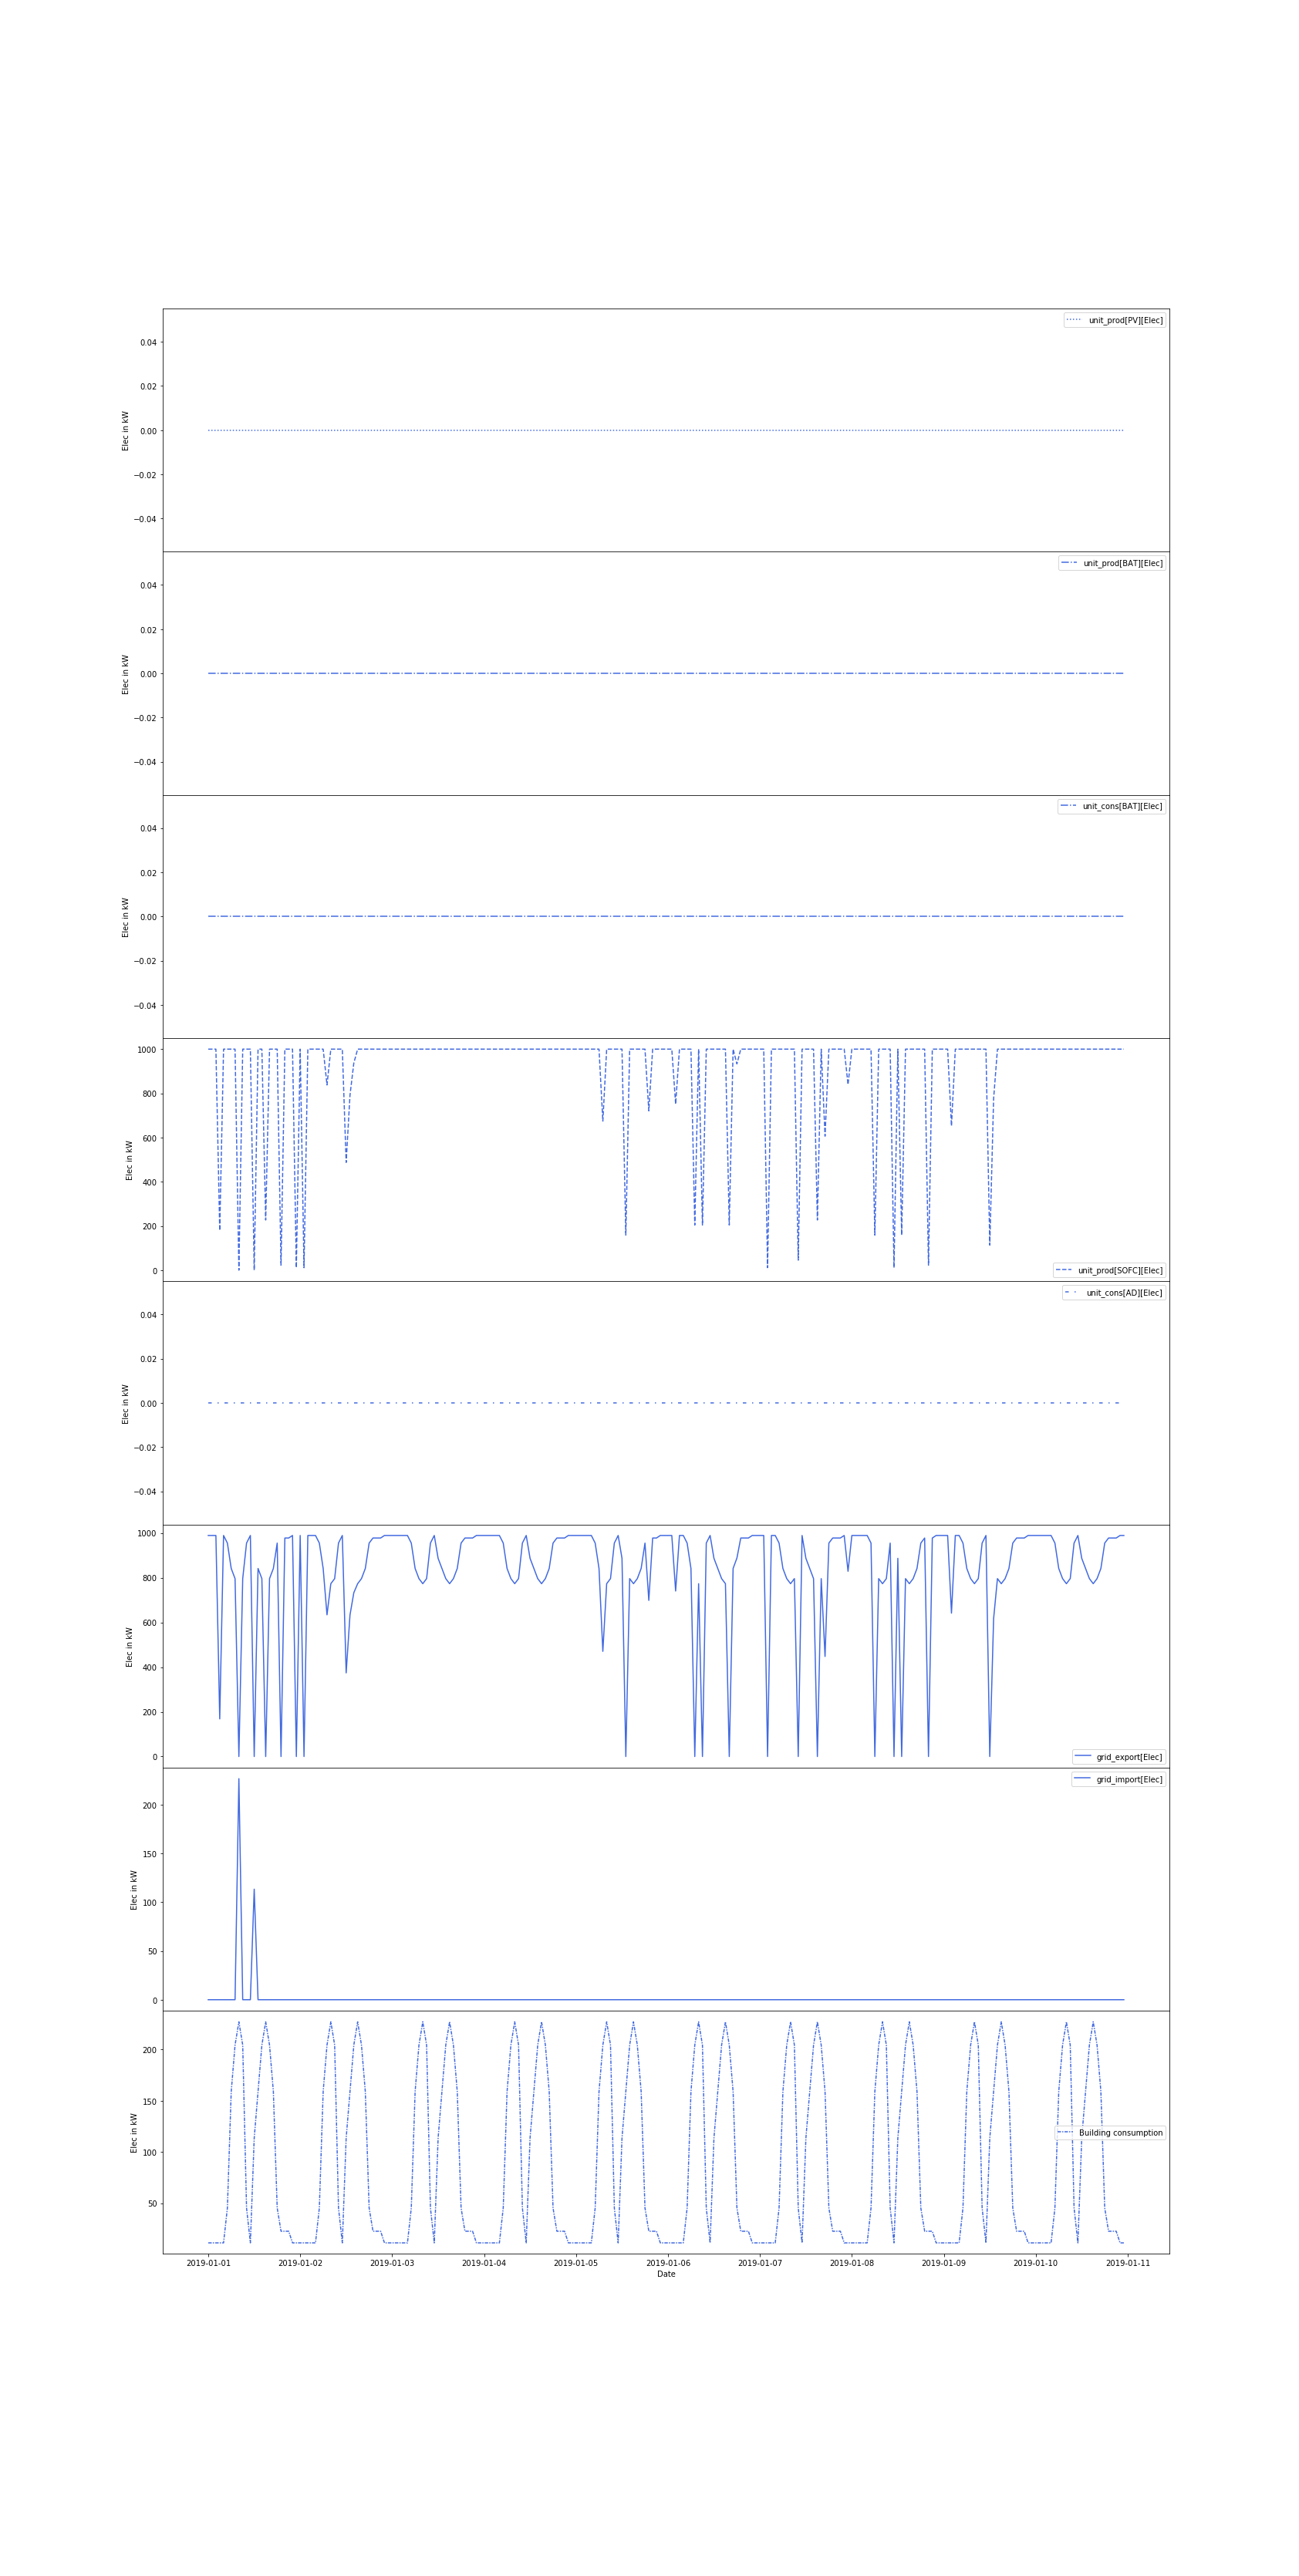 unit_prod[PV][Elec]
0.04
0.02
0.00
−0.02
−0.04
Elec in kW
unit_prod[BAT][Elec]
0.04
0.02
0.00
−0.02
−0.04
Elec in kW
unit_cons[BAT][Elec]
0.04
0.02
0.00
−0.02
−0.04
Elec in kW
1000
800
600
400
200
0
Elec in kW
unit_prod[SOFC][Elec]
unit_cons[AD][Elec]
0.04
0.02
0.00
−0.02
−0.04
Elec in kW
1000
800
600
400
200
0
Elec in kW
grid_export[Elec]
grid_import[Elec]
200
150
100
50
0
Elec in kW
200
150
100
50
Elec in kW
Building consumption
2019-01-01 2019-01-02 2019-01-03 2019-01-04 2019-01-05 2019-01-06 2019-01-07 2019-01-08 2019-01-09 2019-01-10 2019-01-11
Date